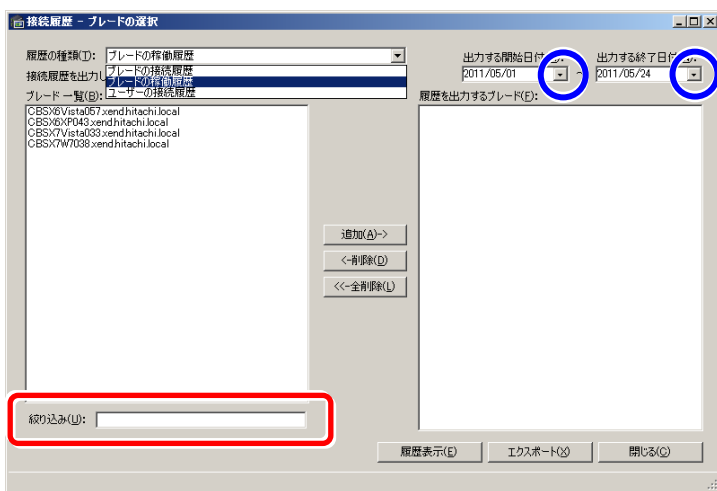 接続履歴 - ブレードの選択
履歴の種類(T): ブレードの稼働履歴
出力する開始日付
出力する終了日付
接続履歴を出力し
ブレードの接続履歴
ブレードの稼働履歴
ユーザーの接続履歴
2011/05/01 ~ 2011/05/24
ブレード 一覧(B):
履歴を出力するブレード(F):
CBSX6Vista057.xend.hitachi.local
CBSX6XP043.xend.hitachi.local
CBSX7Vista033.xend.hitachi.local
CBSX7W7038.xend.hitachi.local
追加(A)->
<-削除(D)
<<-全削除(L)
絞り込み(U):
履歴表示(E) エクスポート(X) 閉じる(C)